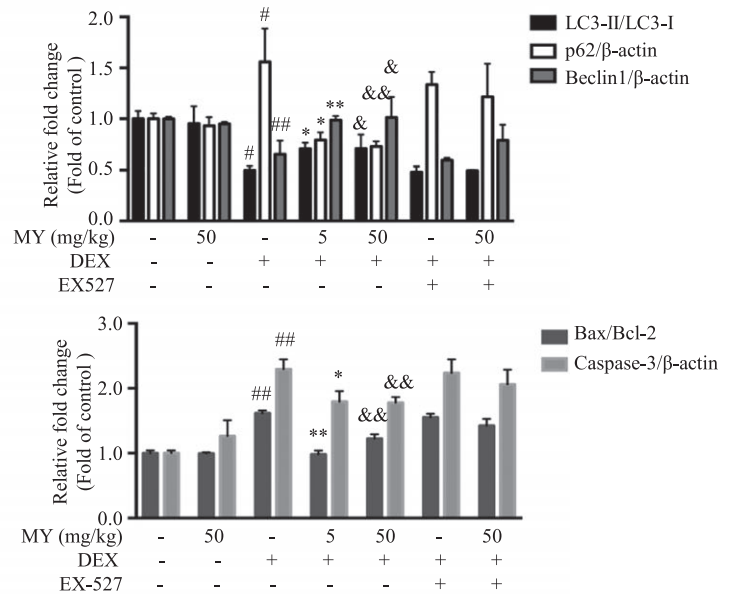 2.0
1.5
1.0
0.5
0.0
Relative fold change
(Fold of control )
# # ## * * ** & && &
LC3-II/LC3-I
p62/β-actin
Beclin1/β-actin
MY (mg/kg) - 50 - 5 50 - 50
DEX - - + + + + +
EX527 - - - - - + +
3.0
2.0
1.0
0.0
Relative fold change
(Fold of control )
## ## ** * && &&
Bax/Bcl-2
Caspase-3/β-actin
MY (mg/kg) - 50 - 5 50 - 50
DEX - - + + + + +
EX-527 - - - - - + +